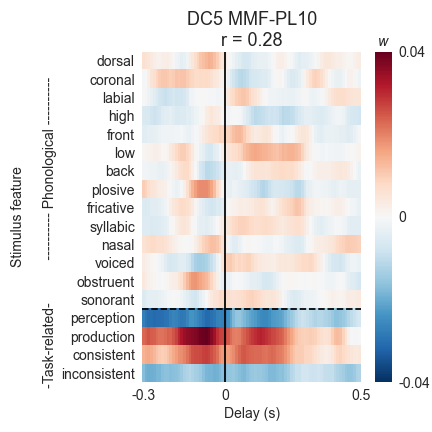 DC5 MMF-PL10
r = 0.28
w
0.04
0
-0.04
Stimulus feature
---------- Phonological ----------
-Task-related-
dorsal
coronal
labial
high
front
low
back
plosive
fricative
syllabic
nasal
voiced
obstruent
sonorant
perception
production
consistent
inconsistent
-0.3
0
0.5
Delay (s)